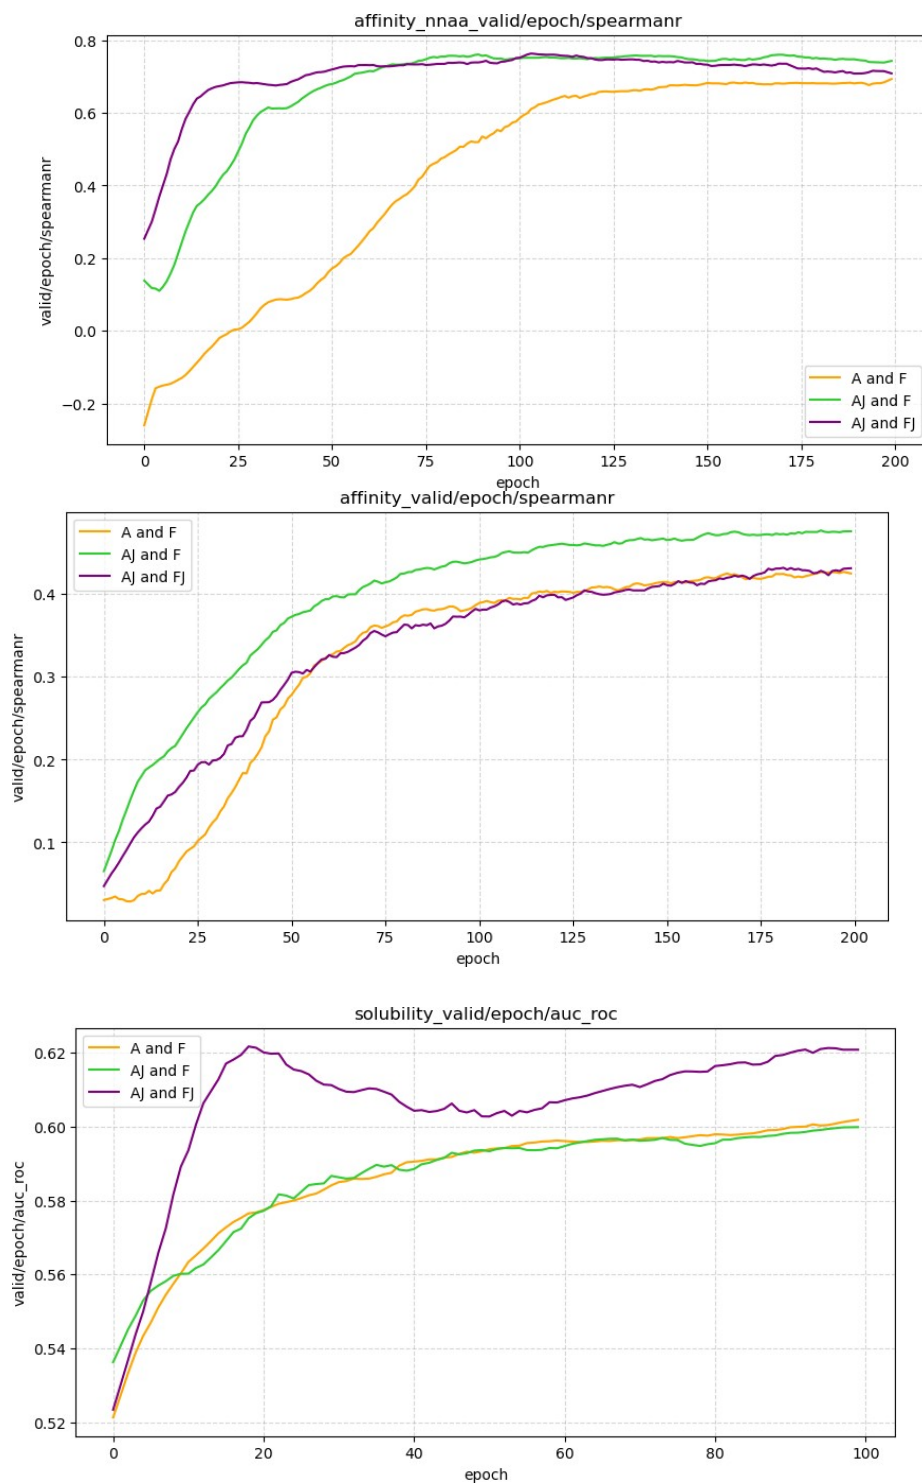 affinity_nnaa_valid/epoch/spearmanr
0.8
0.6
0.4
0.2
0.0
−0.2
valid/epoch/spearmanr
A and F
AJ and F
AJ and FJ
0 25 50 75 100 125 150 175 200
epoch
affinity_valid/epoch/spearmanr
A and F
AJ and F
AJ and FJ
0.4
0.3
0.2
0.1
valid/epoch/spearmanr
0 25 50 75 100 125 150 175 200
epoch
solubility_valid/epoch/auc_roc
A and F
AJ and F
AJ and FJ
0.62
0.60
0.58
0.56
0.54
0.52
valid/epoch/auc_roc
0 20 40 60 80 100
epoch